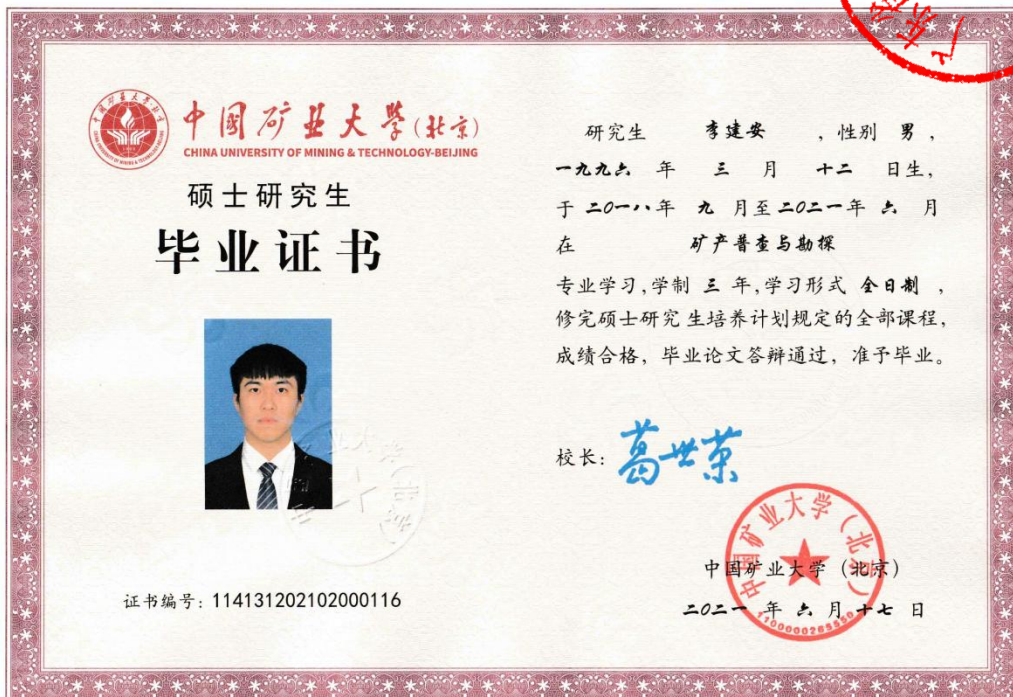 中国矿业大学(北京)
CHINA UNIVERSITY OF MINING & TECHNOLOGY-BEIJING
硕士研究生
毕业证书
证书编号：114131202102000116
研究生 李建安 ，性别 男，
一九九六 年 三 月 十二 日生，
于 二〇一八年 九 月至二〇二一年 六 月
在 矿产普查与勘探
专业学习，学制 三 年，学习形式 全日制 ，
修完硕士研究生培养计划规定的全部课程，
成绩合格，毕业论文答辩通过，准予毕业。
校长：葛世荣
中国矿业大学（北京）
中国矿业大学（北京）
二〇二一 年 六 月 十七 日
广东